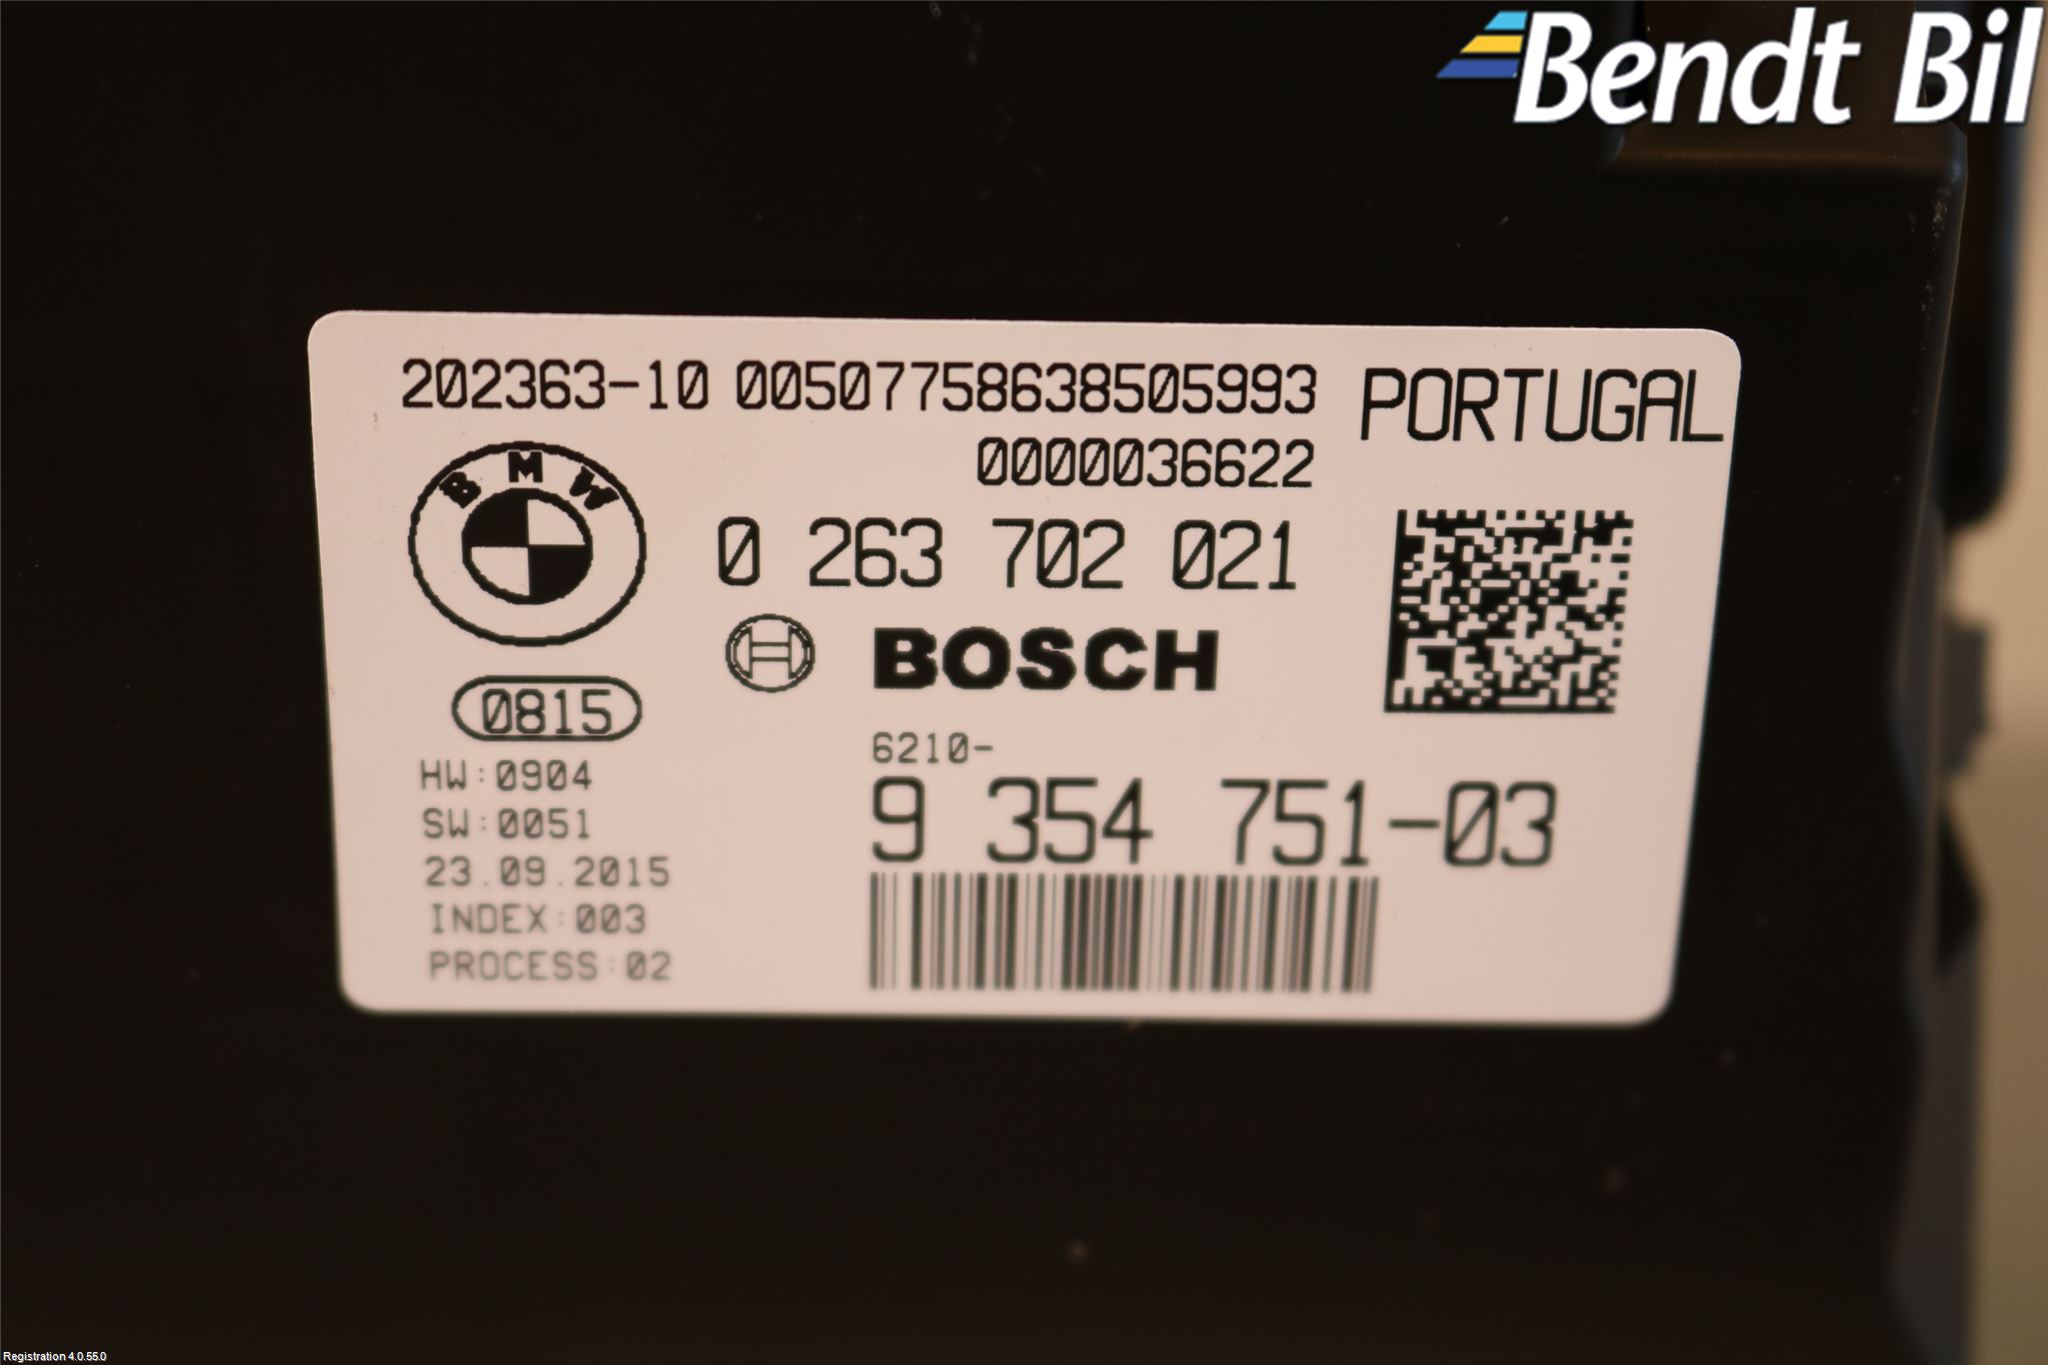 Bendt Bil
202363-10 00507758638505993 PORTUGAL
0000036622
BMW
0 263 702 021
BOSCH
0815
6210-
9 354 751-03
HW:0904
SW:0051
23.09.2015
INDEX:003
PROCESS:02
Registration 4.0.55.0